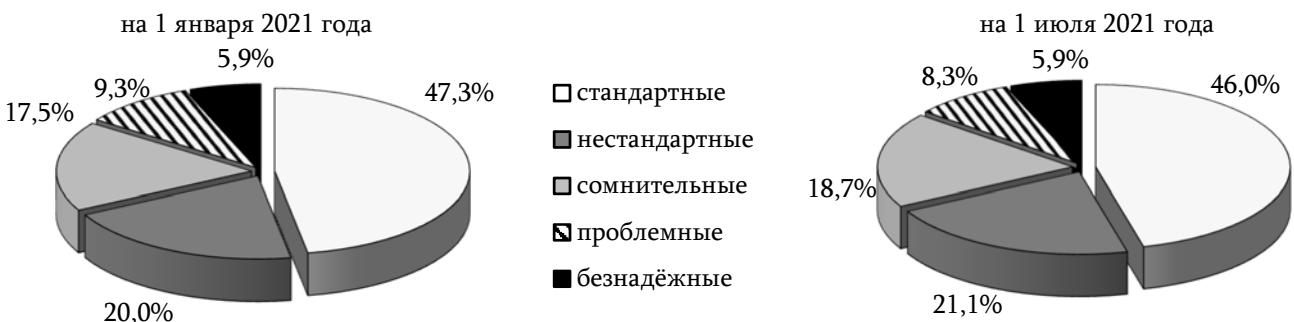 на 1 января 2021 года
5,9%
9,3%
47,3%
17,5%
20,0%
стандартные
нестандартные
сомнительные
проблемные
безнадёжные
на 1 июля 2021 года
5,9%
8,3%
46,0%
18,7%
21,1%